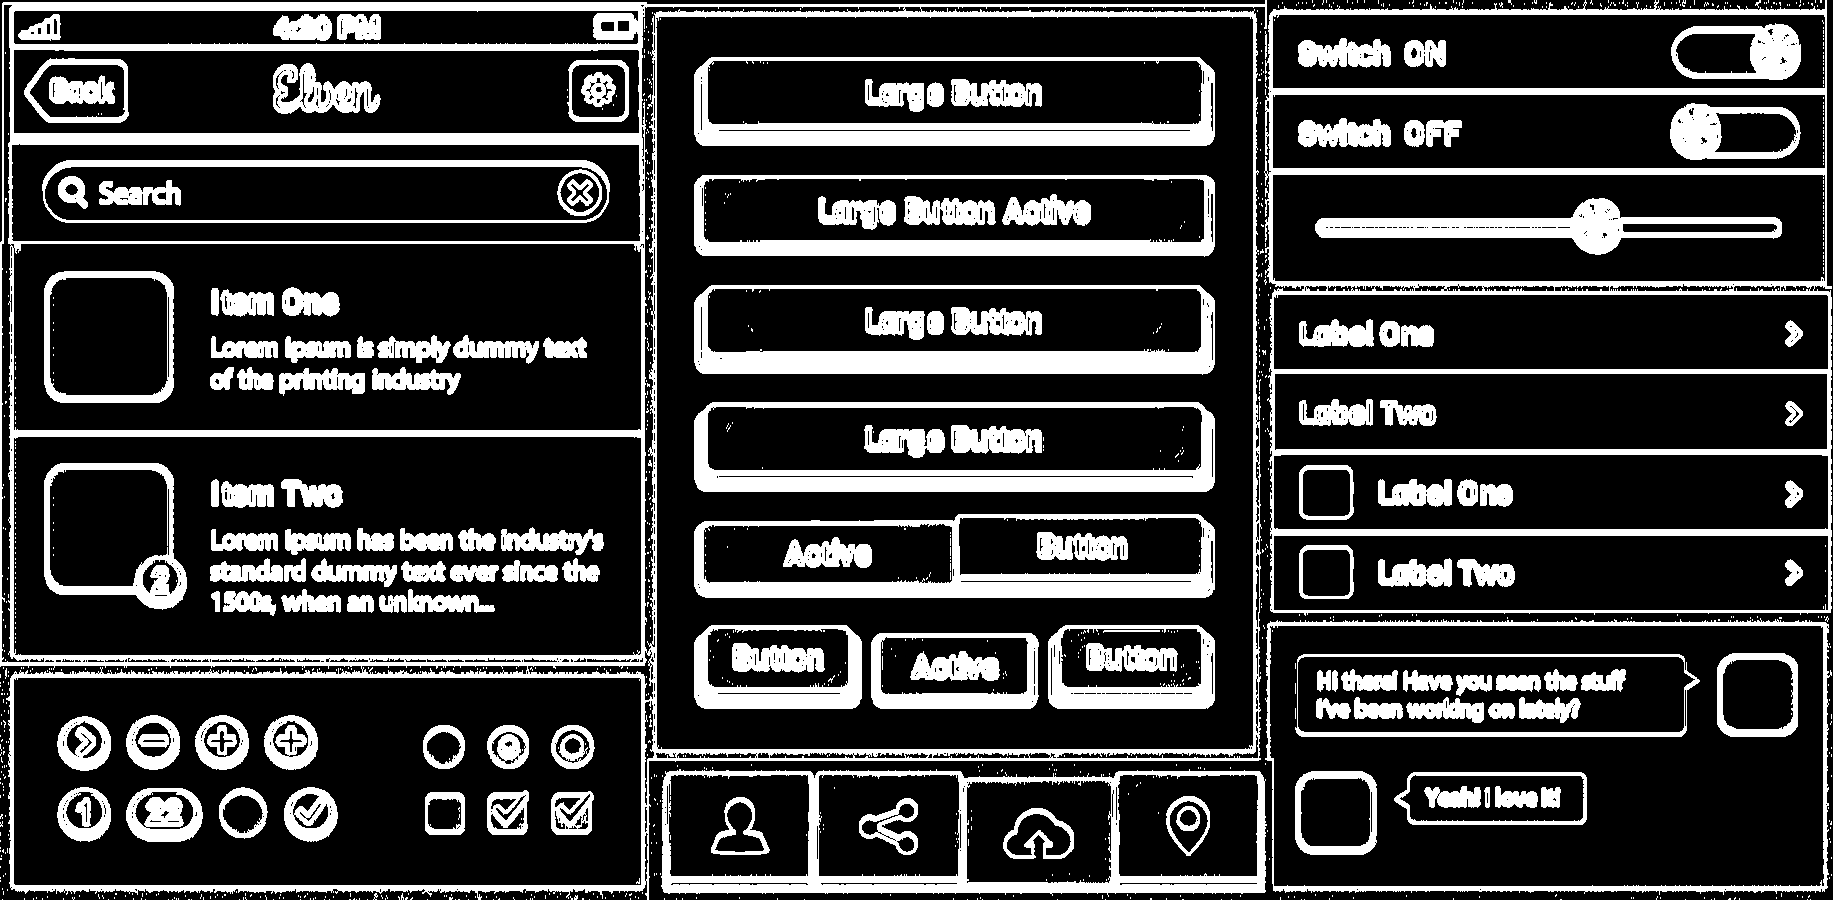 4:20 PM
Back
Elven
Search
Item One
Lorem Ipsum is simply dummy text
of the printing industry
Item Two
Lorem Ipsum has been the industry's
standard dummy text ever since the
1500s, when an unknown...
2
1
22
Large Button
Large Button Active
Large Button
Large Button
Active
Button
Button
Active
Button
Switch ON
Switch OFF
Label One
Label Two
Label One
Label Two
Hi there! Have you seen the stuff
I've been working on lately?
Yeah! I love it!